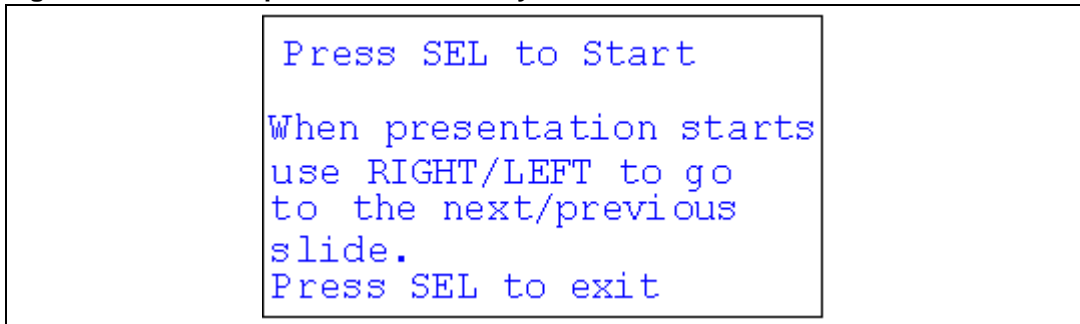 Press SEL to Start
When presentation starts
use RIGHT/LEFT to go
to the next/previous
slide.
Press SEL to exit